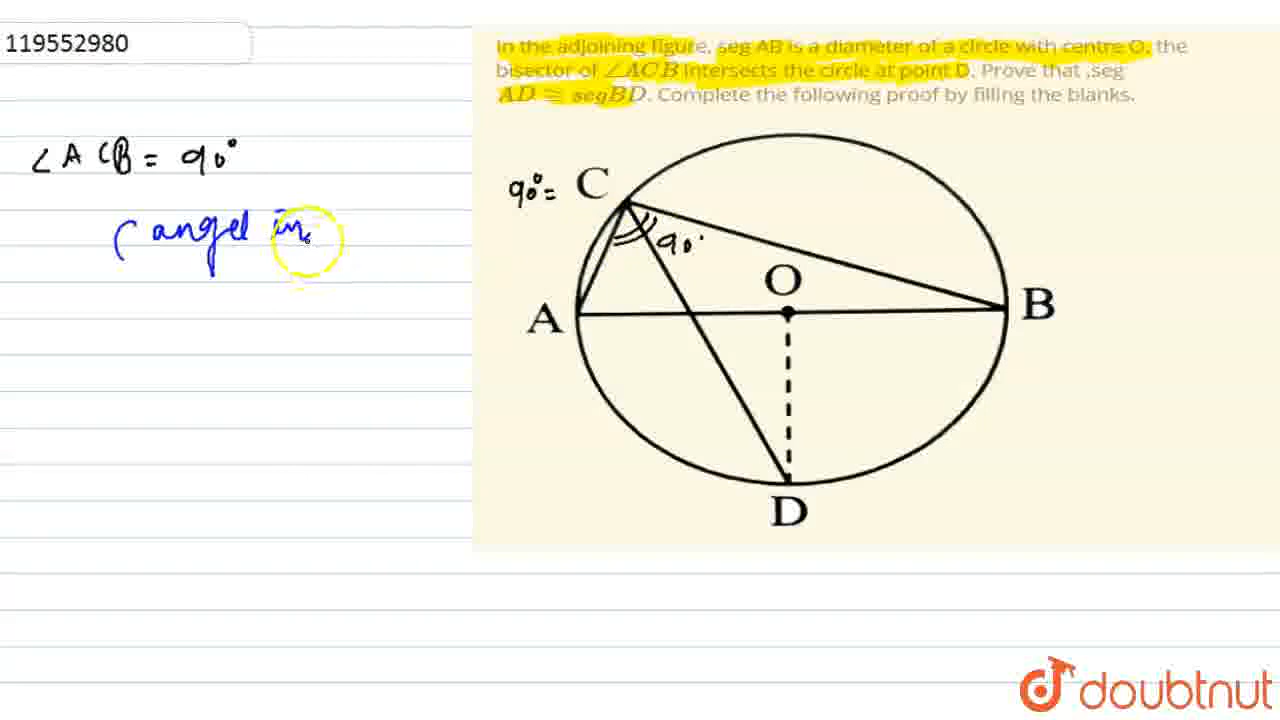 119552980
In the adjoining figure, seg AB is a diameter of a circle with centre O, the
bisector of ∠ACB intersects the circle at point D. Prove that ,seg
AD ≅ segBD. Complete the following proof by filling the blanks.
∠ACB = 90°
( angel in
90° =
C
90°
O
A
B
D
doubtnut